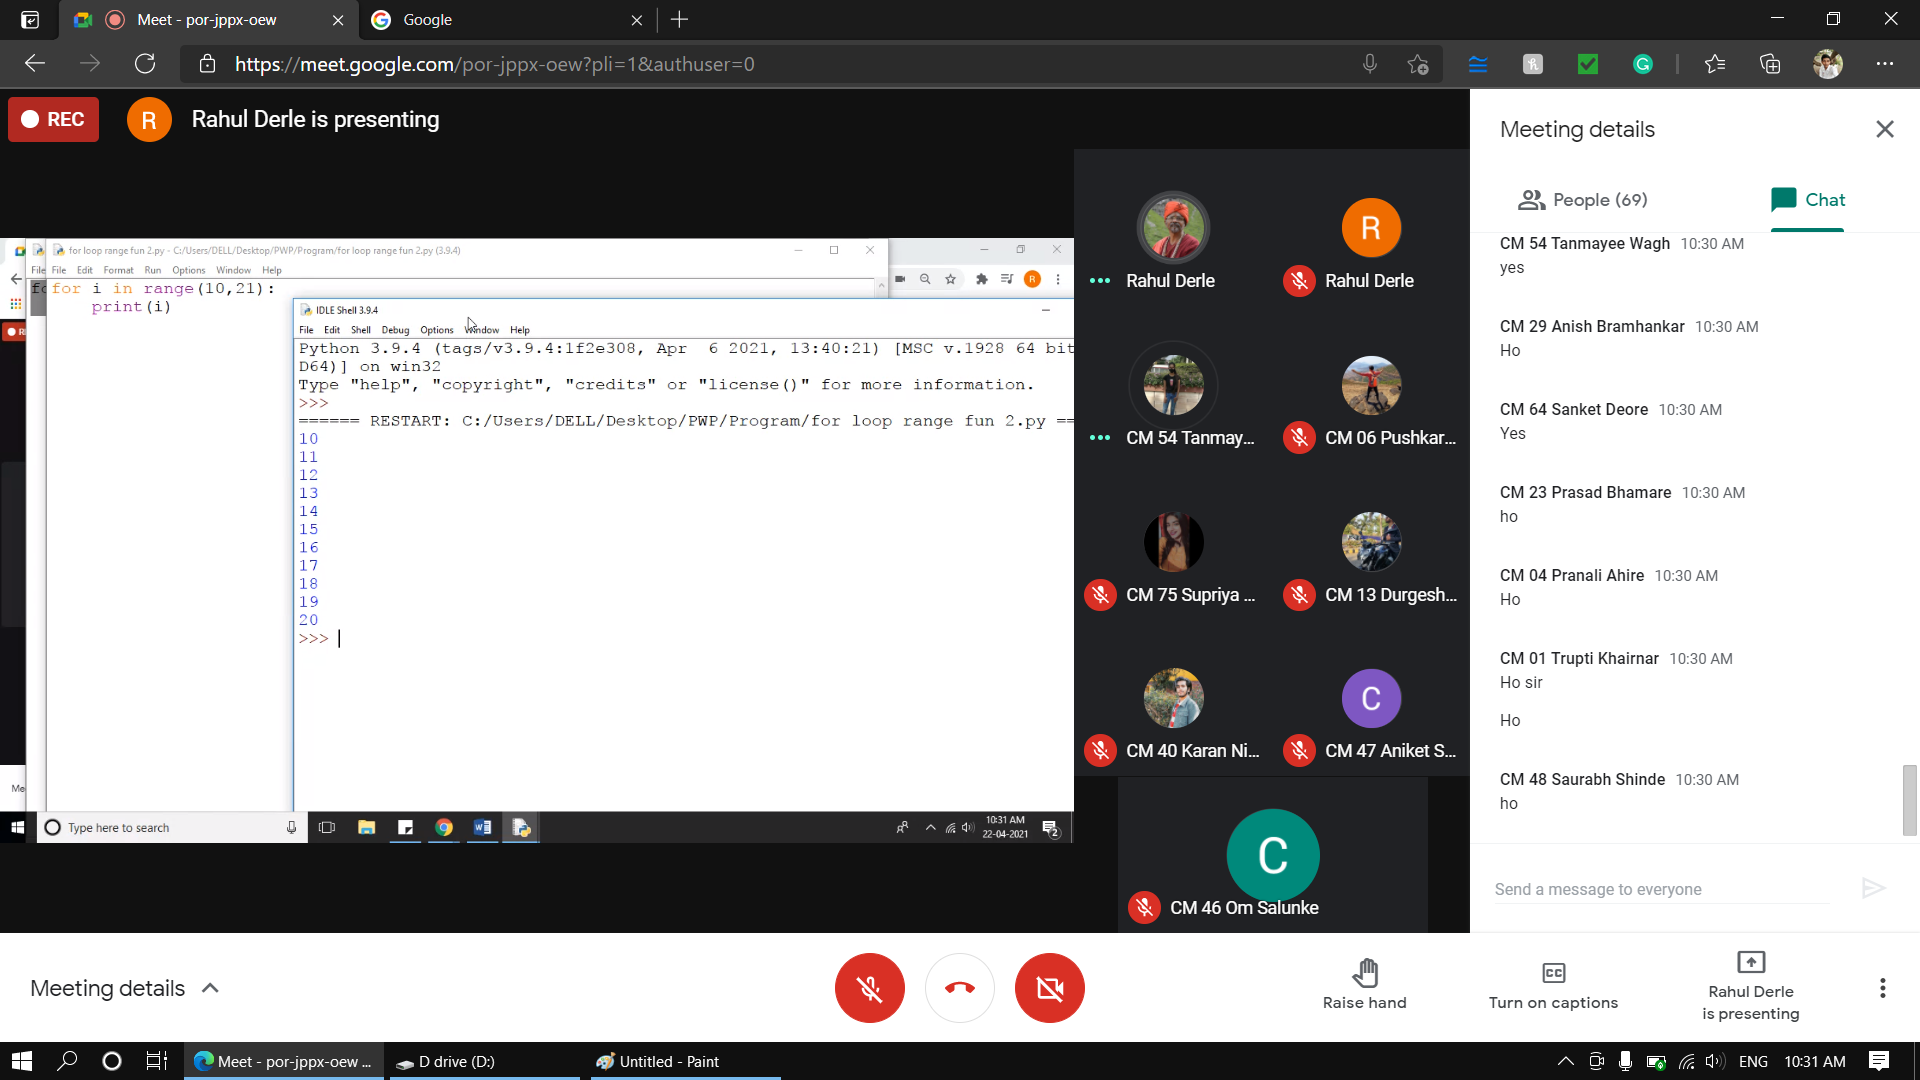 Meet - por-jppx-oew
Google
https://meet.google.com/por-jppx-oew?pli=1&authuser=0
REC
R
Rahul Derle is presenting
for loop range fun 2.py - C:/Users/DELL/Desktop/PWP/Program/for loop range fun 2.py (3.9.4)
File
File Edit Format Run Options Window Help
for i in range(10,21):
print(i)
IDLE Shell 3.9.4
File Edit Shell Debug Options Window Help
Python 3.9.4 (tags/v3.9.4:1f2e308, Apr 6 2021, 13:40:21) [MSC v.1928 64 bit
D64)] on win32
Type "help", "copyright", "credits" or "license()" for more information.
>>>
====== RESTART: C:/Users/DELL/Desktop/PWP/Program/for loop range fun 2.py ==
10
11
12
13
14
15
16
17
18
19
20
>>>
Type here to search
10:31 AM
22-04-2021
2
Rahul Derle
R
Rahul Derle
CM 54 Tanmay...
CM 06 Pushkar...
CM 75 Supriya ...
CM 13 Durgesh...
CM 40 Karan Ni...
C
CM 47 Aniket S...
C
CM 46 Om Salunke
Meeting details
People (69)
Chat
CM 54 Tanmayee Wagh 10:30 AM
yes
CM 29 Anish Bramhankar 10:30 AM
Ho
CM 64 Sanket Deore 10:30 AM
Yes
CM 23 Prasad Bhamare 10:30 AM
ho
CM 04 Pranali Ahire 10:30 AM
Ho
CM 01 Trupti Khairnar 10:30 AM
Ho sir
Ho
CM 48 Saurabh Shinde 10:30 AM
ho
Send a message to everyone
Meeting details
Raise hand
Turn on captions
Rahul Derle
is presenting
Meet - por-jppx-oew ...
D drive (D:)
Untitled - Paint
ENG
10:31 AM